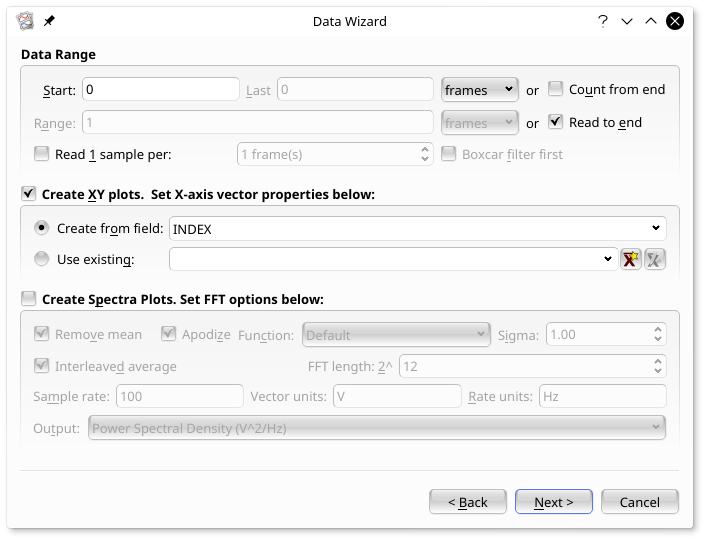 Data Wizard
Data Range
Start: 0 Last 0 frames or Count from end
Range: 1 frames or Read to end
Read 1 sample per: 1 frame(s) Boxcar filter first
Create XY plots. Set X-axis vector properties below:
Create from field: INDEX
Use existing:
Create Spectra Plots. Set FFT options below:
Remove mean Apodize Function: Default Sigma: 1.00
Interleaved average FFT length: 2^ 12
Sample rate: 100 Vector units: V Rate units: Hz
Output: Power Spectral Density (V^2/Hz)
< Back Next > Cancel